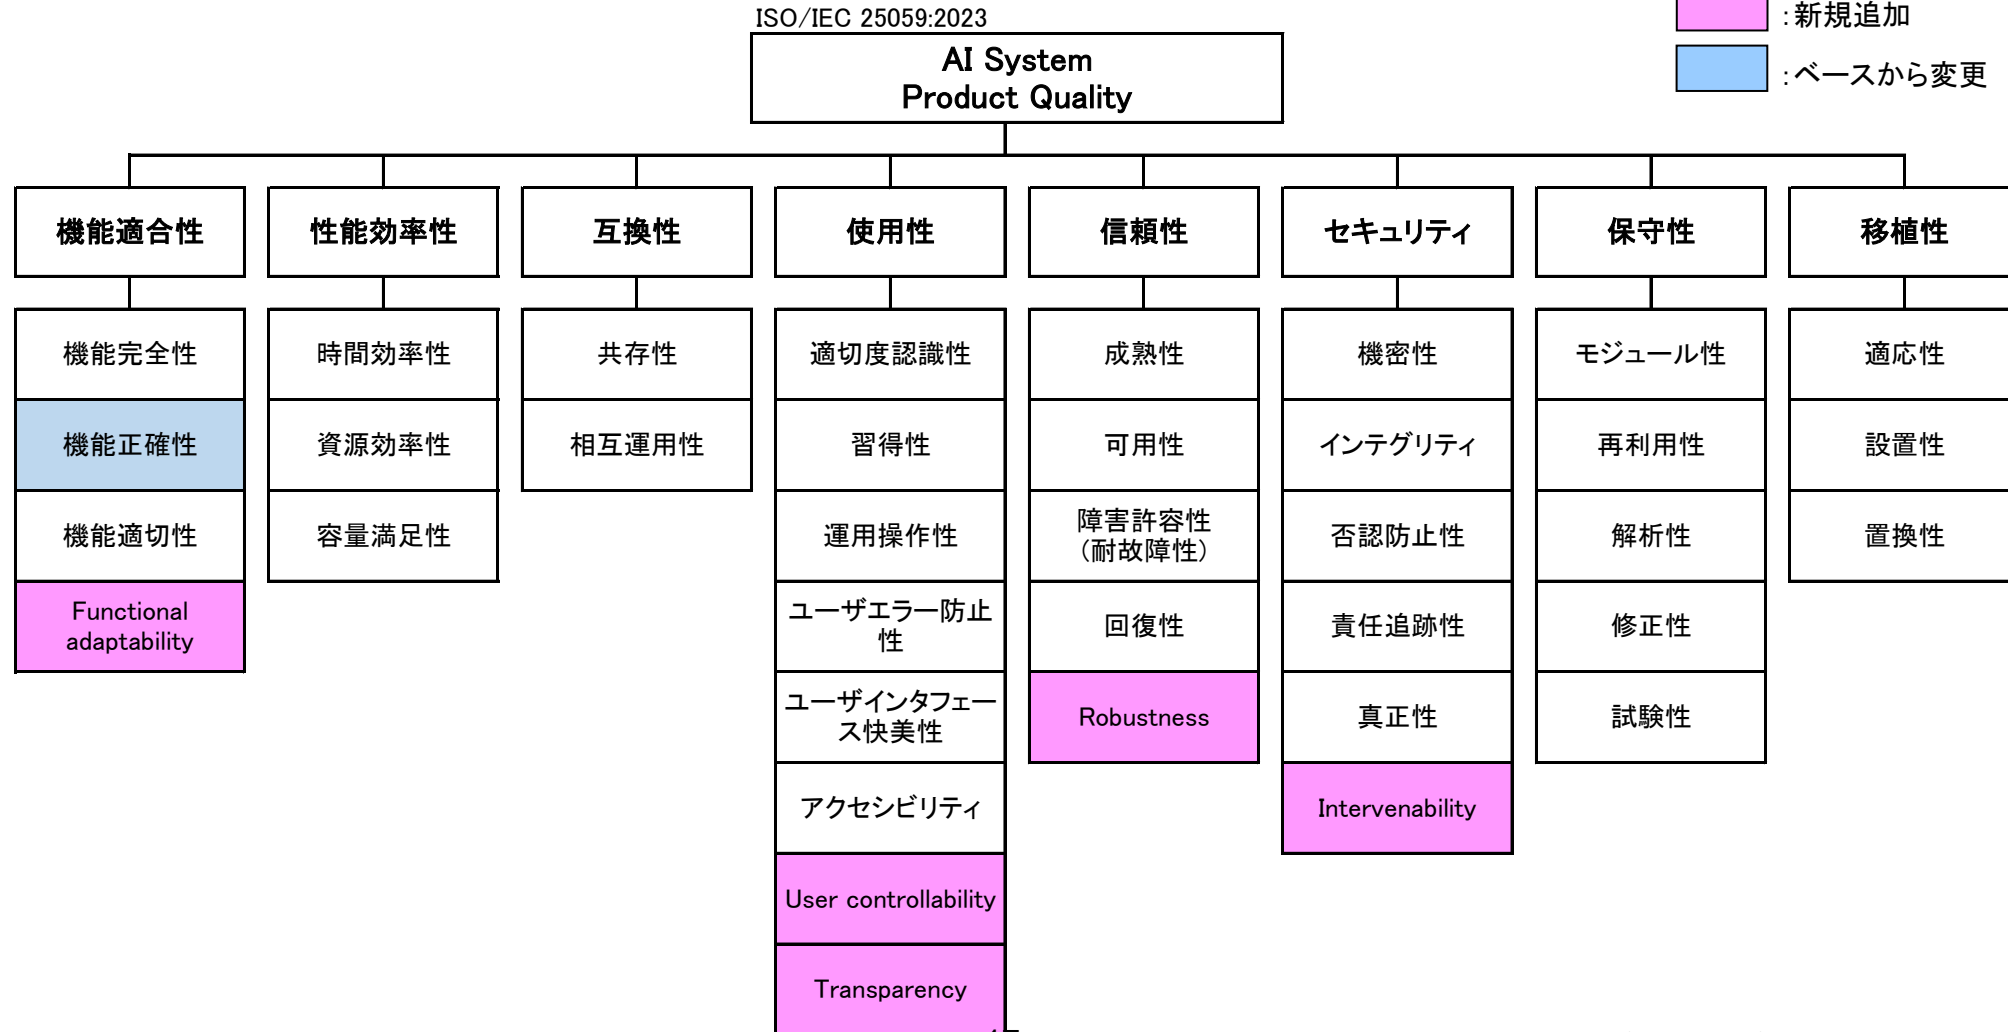 ISO/IEC 25059:2023
:新規追加
:ベースから変更
AI System
Product Quality
機能適合性
性能効率性
互換性
使用性
信頼性
セキュリティ
保守性
移植性
機能完全性
機能正確性
機能適切性
Functional
adaptability
時間効率性
資源効率性
容量満足性
共存性
相互運用性
適切度認識性
習得性
運用操作性
ユーザエラー防止
性
ユーザインタフェー
ス快美性
アクセシビリティ
User controllability
Transparency
成熟性
可用性
障害許容性
(耐故障性)
回復性
Robustness
機密性
インテグリティ
否認防止性
責任追跡性
真正性
Intervenability
モジュール性
再利用性
解析性
修正性
試験性
適応性
設置性
置換性